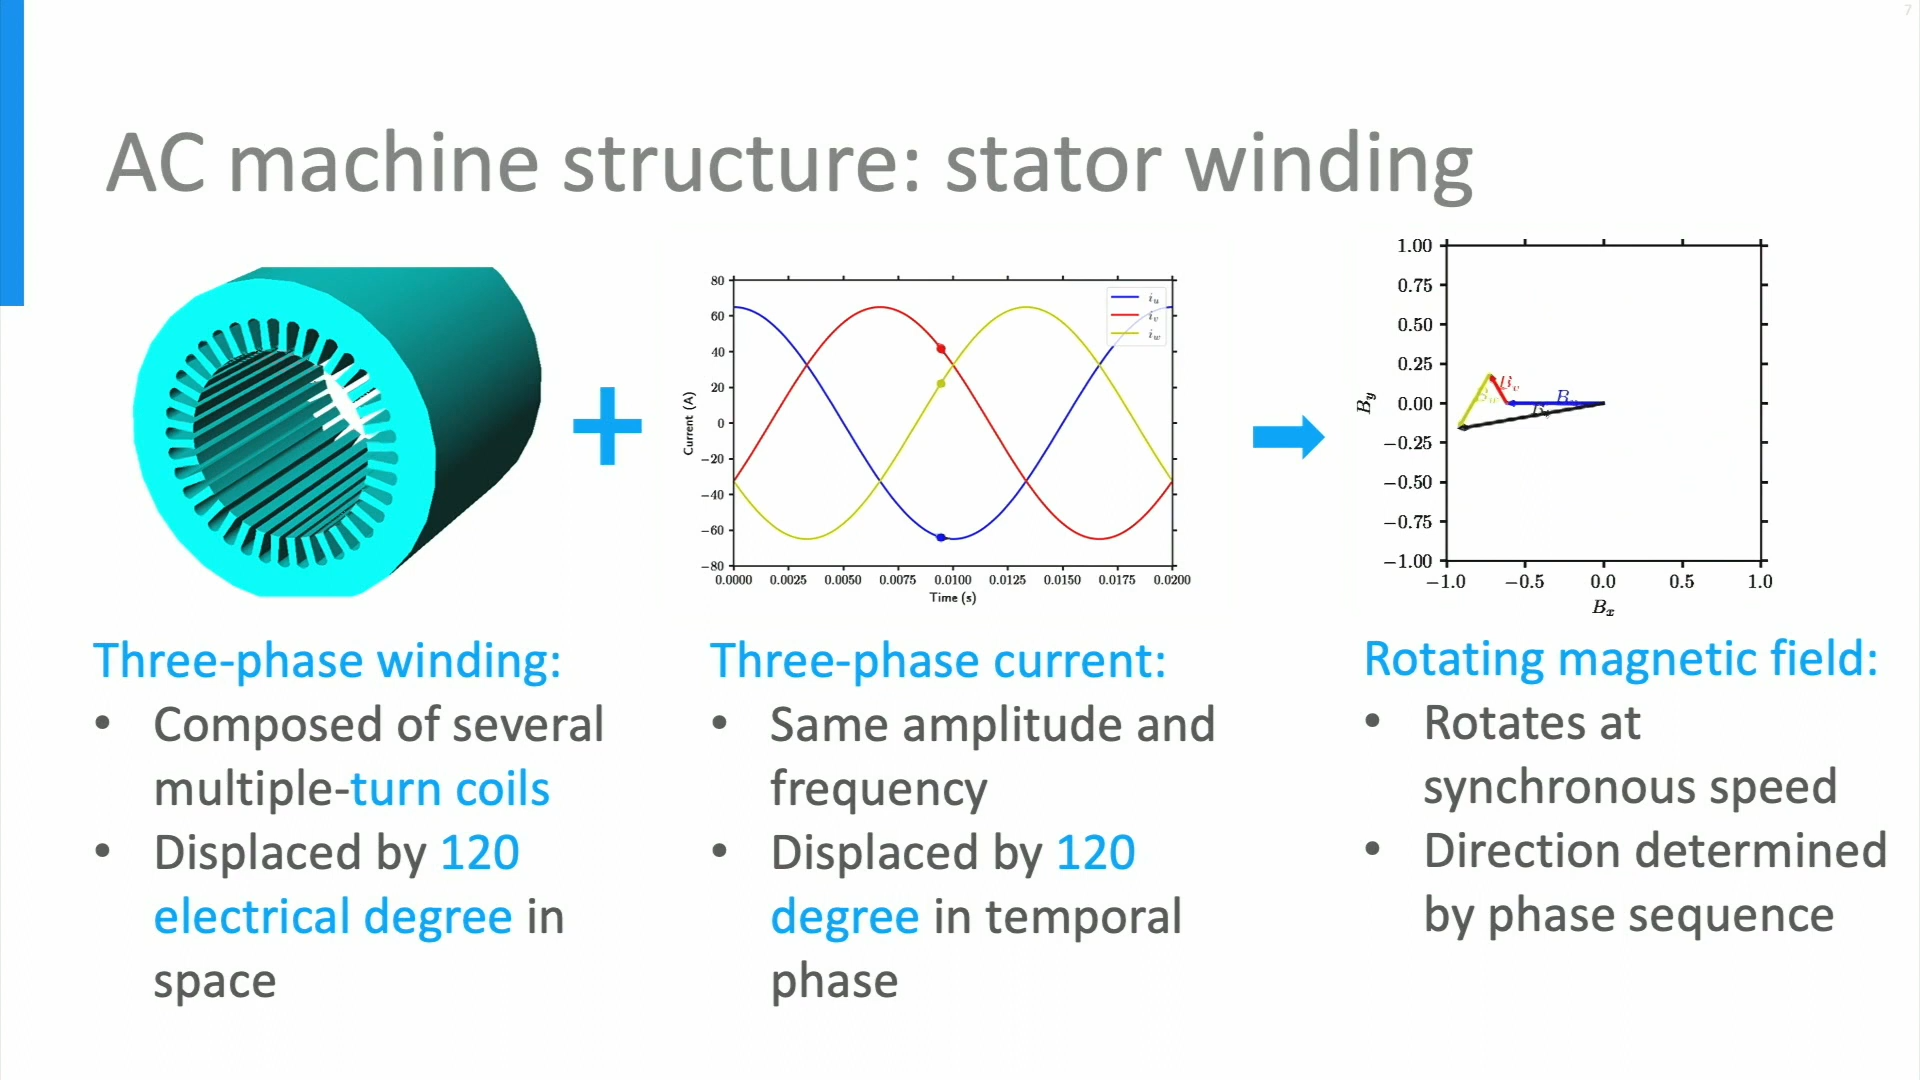 7
AC machine structure: stator winding
80
60
40
20
0
−20
−40
−60
−80
Current (A)
0.0000 0.0025 0.0050 0.0075 0.0100 0.0125 0.0150 0.0175 0.0200
Time (s)
i_u
i_v
i_w
1.00
0.75
0.50
0.25
0.00
−0.25
−0.50
−0.75
−1.00
B_y
−1.0 −0.5 0.0 0.5 1.0
B_x
B_v
B_w
Three-phase winding:
• Composed of several
multiple-turn coils
• Displaced by 120
electrical degree in
space
Three-phase current:
• Same amplitude and
frequency
• Displaced by 120
degree in temporal
phase
Rotating magnetic field:
• Rotates at
synchronous speed
• Direction determined
by phase sequence